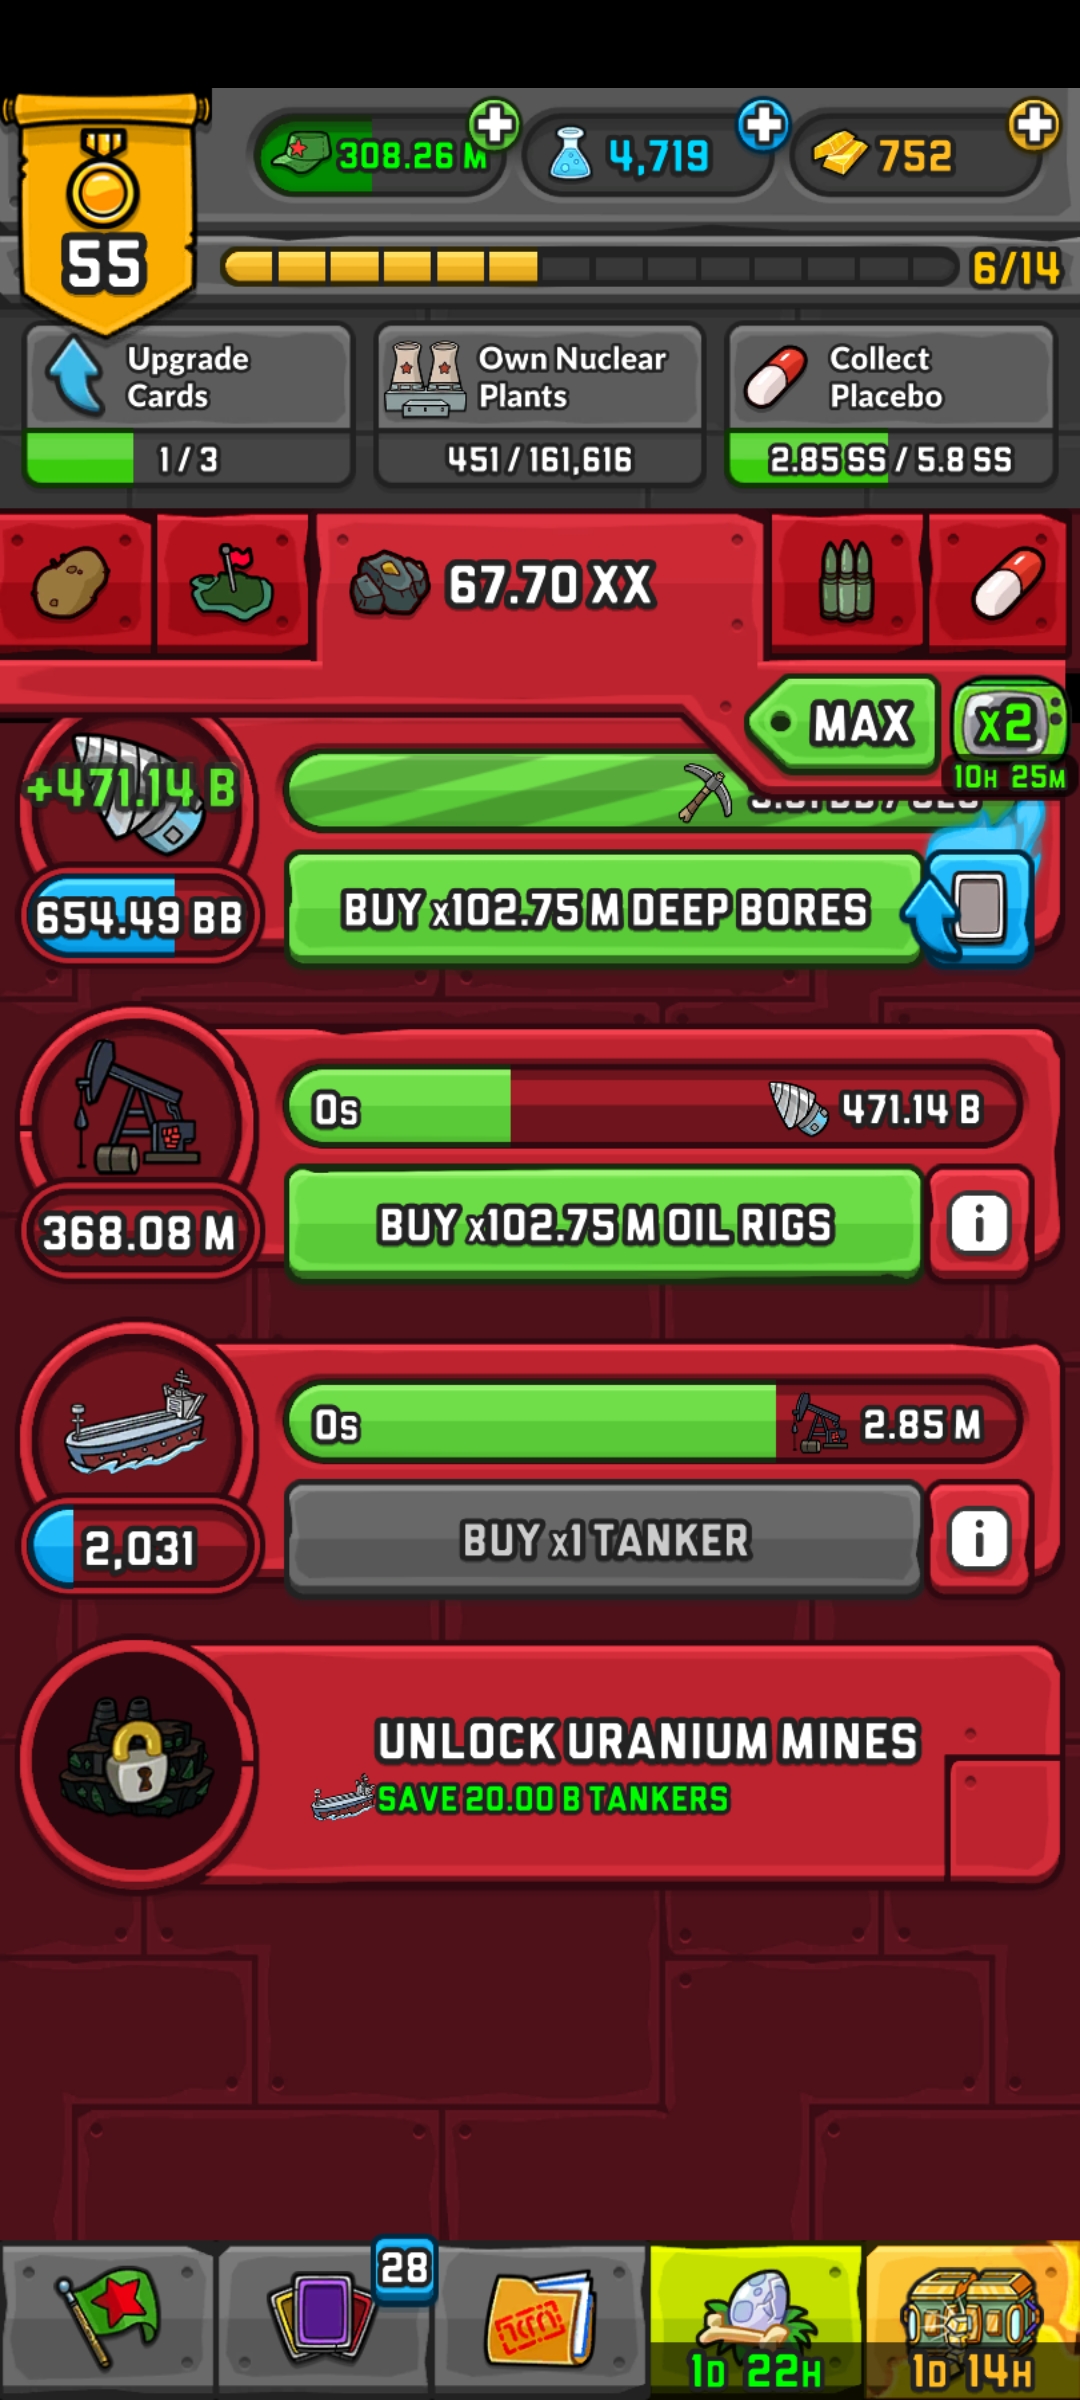 308.26 M
4,719
752
55
6/14
Upgrade
Cards
1 / 3
Own Nuclear
Plants
451 / 161,616
Collect
Placebo
2.85 SS / 5.8 SS
67.70 XX
MAX
x2
10H 25M
+471.14 B
654.49 BB
BUY x102.75 M DEEP BORES
0s
471.14 B
368.08 M
BUY x102.75 M OIL RIGS
i
0s
2.85 M
2,031
BUY x1 TANKER
i
UNLOCK URANIUM MINES
SAVE 20.00 B TANKERS
28
1D 22H
1D 14H